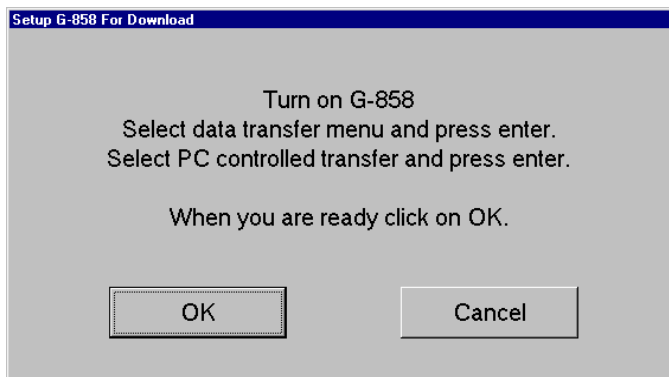 Setup G-858 For Download
Turn on G-858
Select data transfer menu and press enter.
Select PC controlled transfer and press enter.
When you are ready click on OK.
OK
Cancel